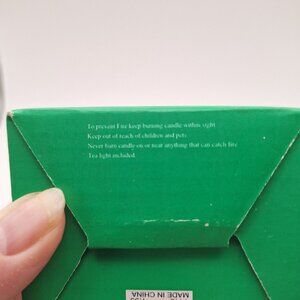 To prevent Fire keep burning candle within sight
Keep out of reach of children and pets.
Never burn candle on or near anything that can catch fire
Tea light included
MADE IN CHINA